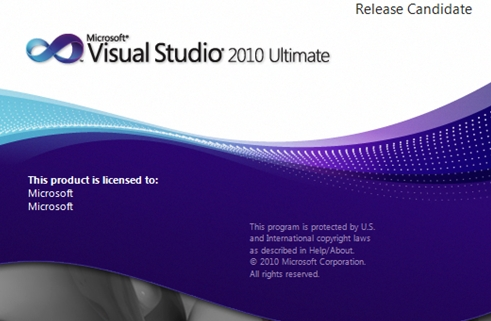 Release Candidate
Microsoft®
Visual Studio® 2010 Ultimate
This product is licensed to:
Microsoft
Microsoft
This program is protected by U.S.
and International copyright laws
as described in Help/About.
© 2010 Microsoft Corporation.
All rights reserved.